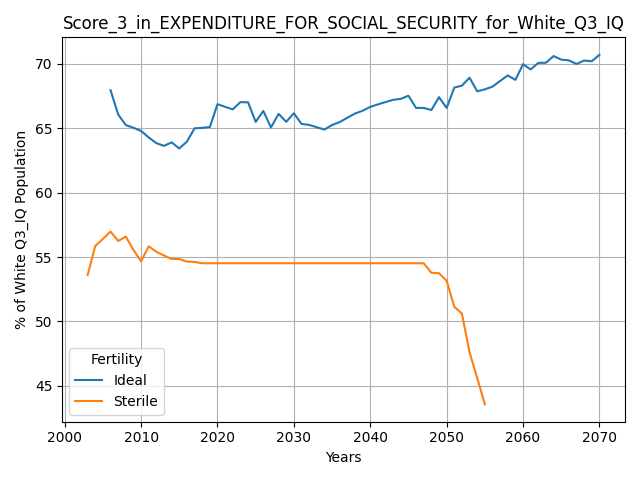 Score_3_in_EXPENDITURE_FOR_SOCIAL_SECURITY_for_White_Q3_IQ
% of White Q3_IQ Population
70
65
60
55
50
45
Fertility
Ideal
Sterile
2000 2010 2020 2030 2040 2050 2060 2070
Years